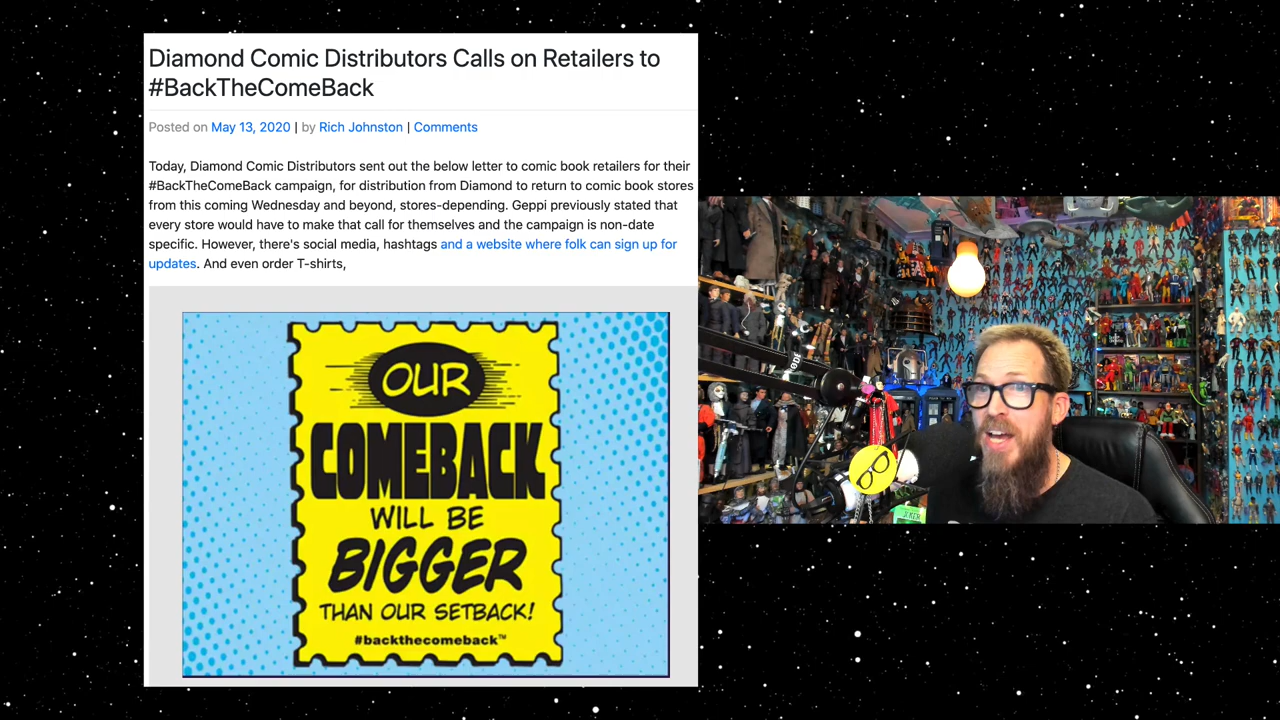 Diamond Comic Distributors Calls on Retailers to
#BackTheComeBack
Posted on May 13, 2020 | by Rich Johnston | Comments
Today, Diamond Comic Distributors sent out the below letter to comic book retailers for their
#BackTheComeBack campaign, for distribution from Diamond to return to comic book stores
from this coming Wednesday and beyond, stores-depending. Geppi previously stated that
every store would have to make that call for themselves and the campaign is non-date
specific. However, there's social media, hashtags and a website where folk can sign up for
updates. And even order T-shirts,
OUR
COMEBACK
WILL BE
BIGGER
THAN OUR SETBACK!
#backthecomeback™
RODE
JOKER